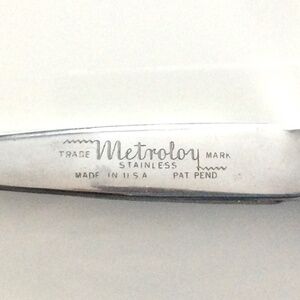 TRADE Metroloy MARK
STAINLESS
MADE IN U.S.A PAT PEND